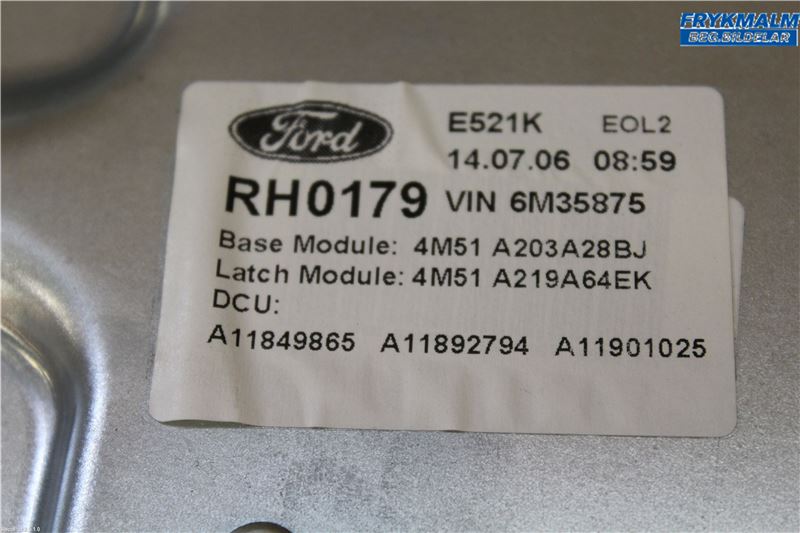 FRYKMALM
BEG.BILDELAR
Ford
E521K EOL2
14.07.06 08:59
RH0179 VIN 6M35875
Base Module: 4M51 A203A28BJ
Latch Module: 4M51 A219A64EK
DCU:
A11849865 A11892794 A11901025